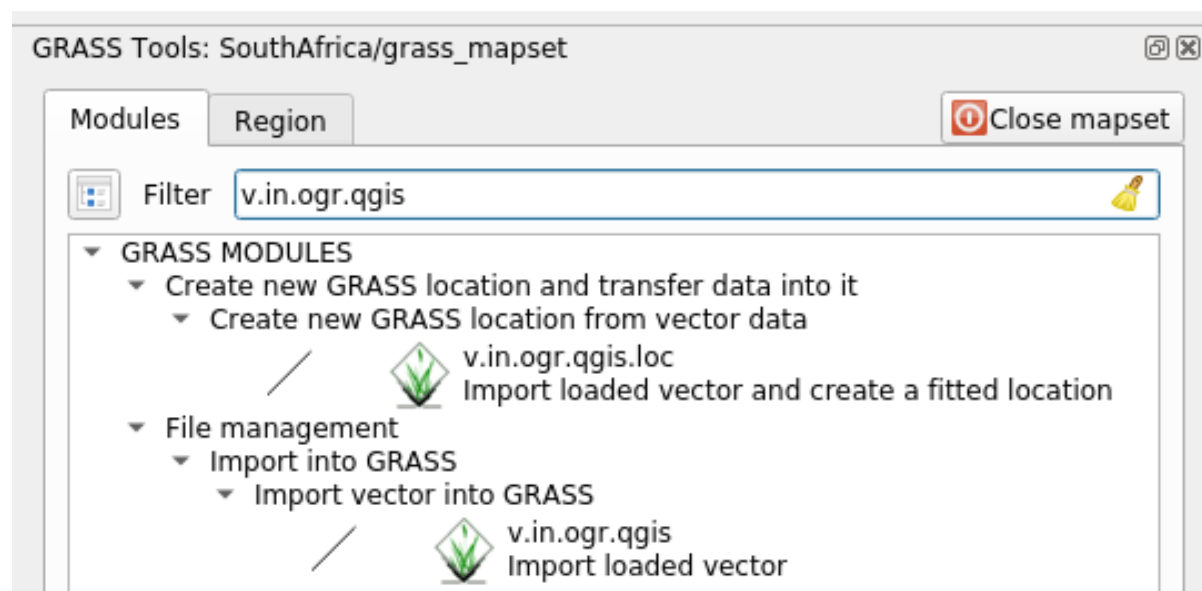 GRASS Tools: SouthAfrica/grass_mapset
Modules
Region
Close mapset
Filter
v.in.ogr.qgis
GRASS MODULES
Create new GRASS location and transfer data into it
Create new GRASS location from vector data
v.in.ogr.qgis.loc
Import loaded vector and create a fitted location
File management
Import into GRASS
Import vector into GRASS
v.in.ogr.qgis
Import loaded vector